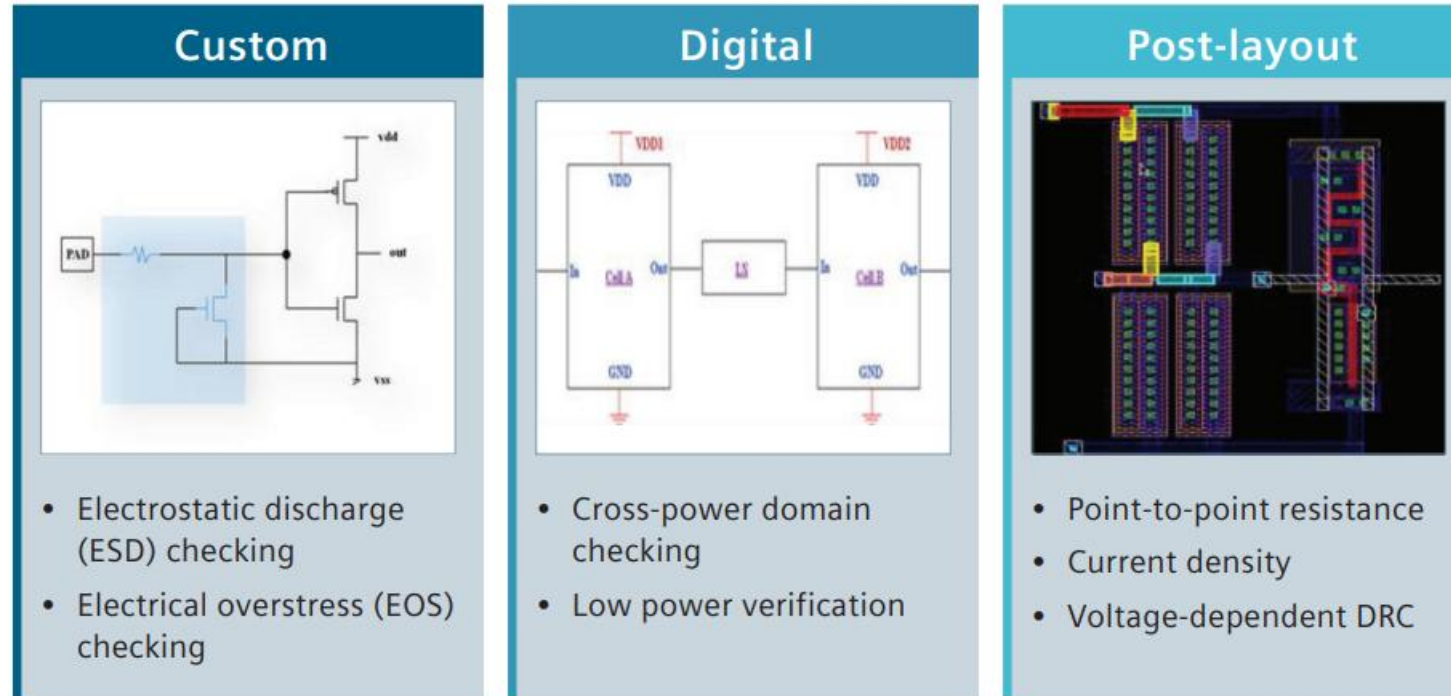 Custom
vdd
PAD
out
vss
• Electrostatic discharge
(ESD) checking
• Electrical overstress (EOS)
checking
Digital
VDD1
VDD2
VDD
VDD
In
Cell A
Out
LS
In
Cell B
Out
GND
GND
• Cross-power domain
checking
• Low power verification
Post-layout
• Point-to-point resistance
• Current density
• Voltage-dependent DRC